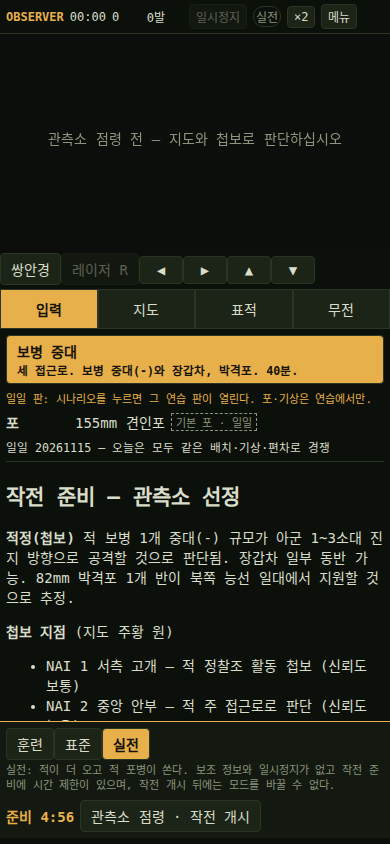 OBSERVER 00:00 0 0발 일시정지 실전 ×2 메뉴
관측소 점령 전 — 지도와 첩보로 판단하십시오
쌍안경 레이저 R ◀ ▶ ▲ ▼
입력 지도 표적 무전
보병 중대
세 접근로. 보병 중대(-)와 장갑차, 박격포. 40분.
일일 판: 시나리오를 누르면 그 연습 판이 열린다. 포·기상은 연습에서만.
포 155mm 견인포 기본 포 · 일일
일일 20261115 — 오늘은 모두 같은 배치·기상·편차로 경쟁
작전 준비 — 관측소 선정
적정(첩보) 적 보병 1개 중대(-) 규모가 아군 1~3소대 진
지 방향으로 공격할 것으로 판단됨. 장갑차 일부 동반 가
능. 82mm 박격포 1개 반이 북쪽 능선 일대에서 지원할 것
으로 추정.
첩보 지점 (지도 주황 원)
• NAI 1 서측 고개 — 적 정찰조 활동 첩보 (신뢰도
보통)
• NAI 2 중앙 안부 — 적 주 접근로로 판단 (신뢰도
훈련 표준 실전
실전: 적이 더 오고 적 포병이 쏜다. 보조 정보와 일시정지가 없고 작전 준
비에 시간 제한이 있으며, 작전 개시 뒤에는 모드를 바꿀 수 없다.
준비 4:56 관측소 점령 · 작전 개시